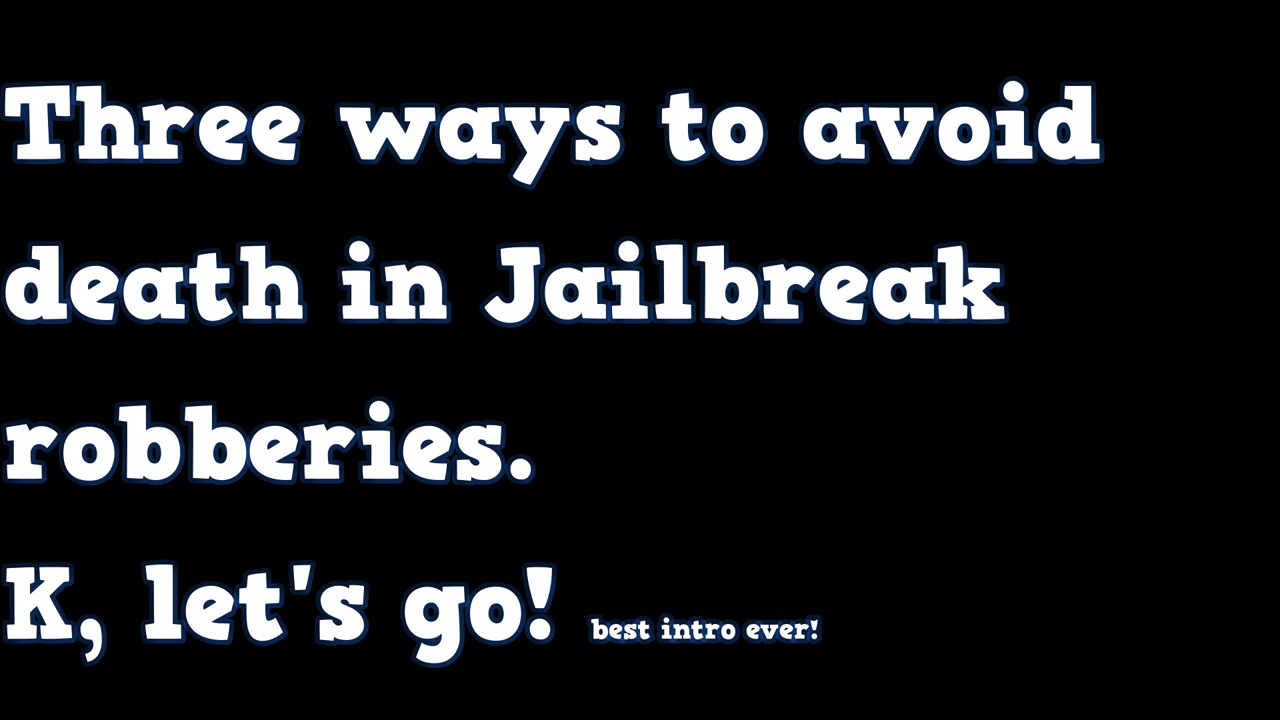 Three ways to avoid
death in Jailbreak
robberies.
K, let's go! best intro ever!